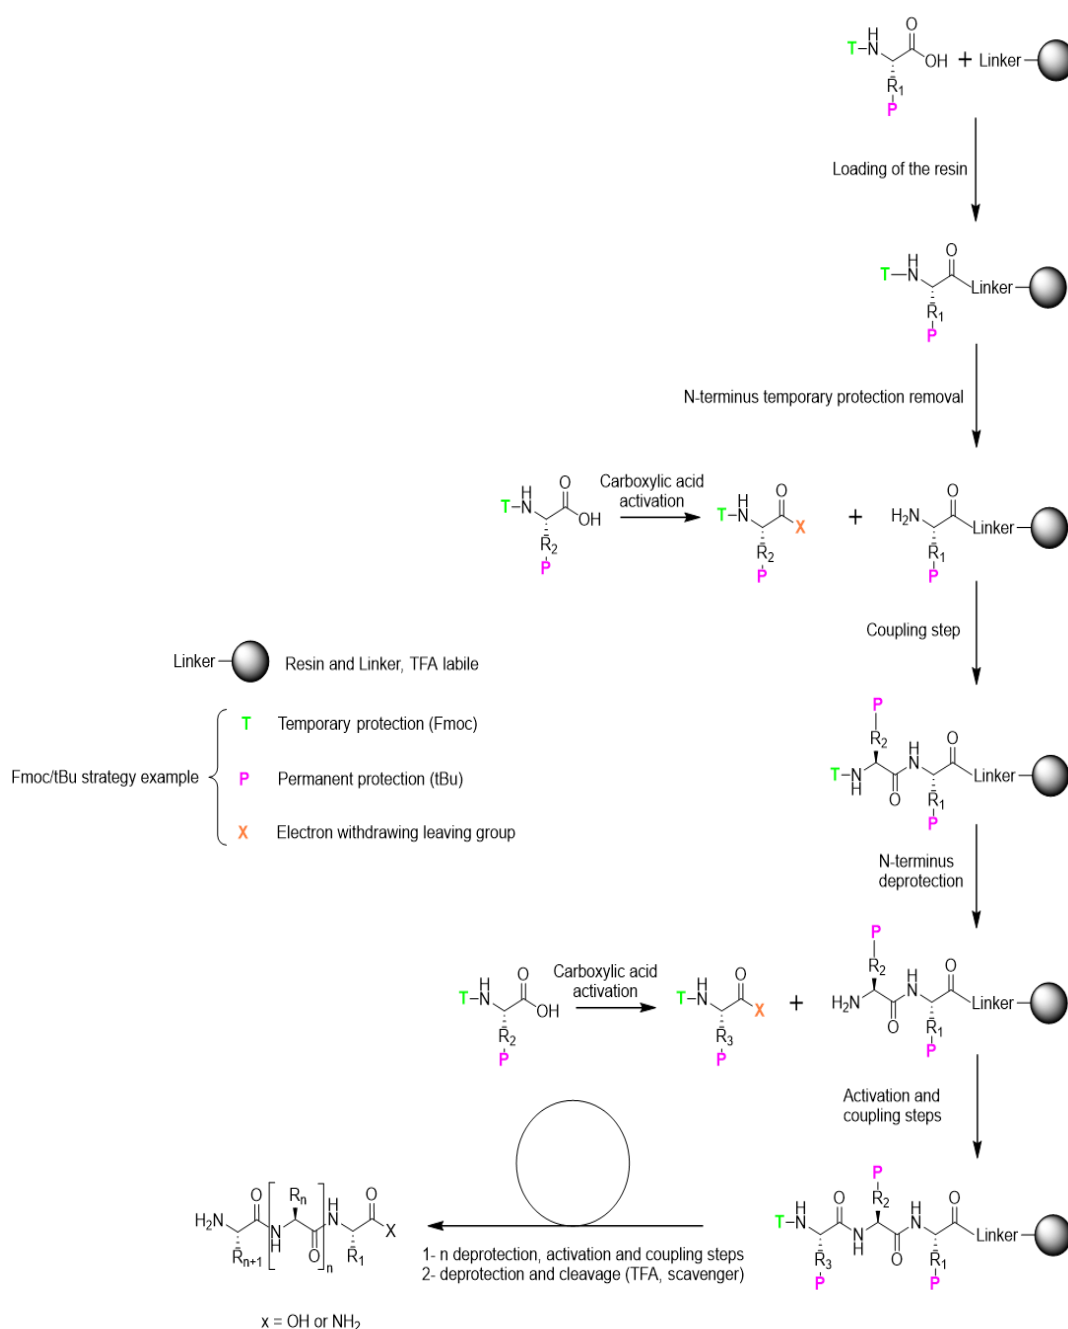 T–N
H
O
OH
R1
P
+
Linker
Loading of the resin
H
T–N
O
Linker
R1
P
N-terminus temporary protection removal
H
T–N
O
OH
R2
P
Carboxylic acid
activation
H
T–N
O
X
R2
P
+
H2N
O
Linker
R1
P
Coupling step
Linker
Resin and Linker, TFA labile
Fmoc/tBu strategy example
T Temporary protection (Fmoc)
P Permanent protection (tBu)
X Electron withdrawing leaving group
P
R2
T–N
H
O
H
N
O
Linker
R1
P
N-terminus
deprotection
H
T–N
O
OH
R2
P
Carboxylic acid
activation
H
T–N
O
X
R3
P
+
P
R2
H2N
O
H
N
O
Linker
R1
P
Activation and
coupling steps
H
T–N
O
R3
P
N
H
P
R2
O
H
N
O
Linker
R1
P
1- n deprotection, activation and coupling steps
2- deprotection and cleavage (TFA, scavenger)
H2N
O
Rn+1
N
H
Rn
O
n
H
N
O
X
R1
x = OH or NH2